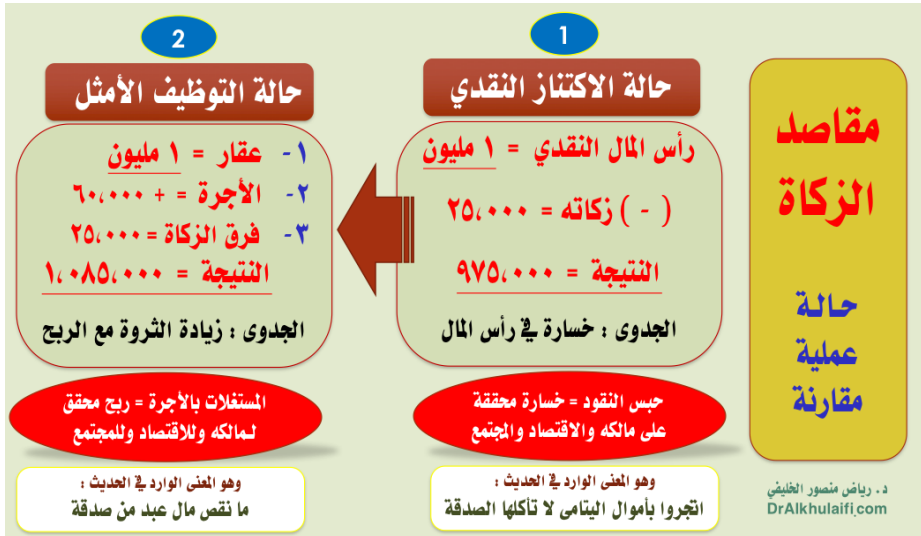 مقاصد
الزكاة
حالة
عملية
مقارنة
د. رياض منصور الخليفي
DrAlkhulaifi.com
1
حالة الاكتناز النقدي
رأس المال النقدي = ١ مليون
( - ) زكاته = ٢٥،٠٠٠
النتيجة = ٩٧٥،٠٠٠
الجدوى : خسارة في رأس المال
حبس النقود = خسارة محققة
على مالكه والاقتصاد والمجتمع
وهو المعنى الوارد في الحديث :
اتجروا بأموال اليتامى لا تأكلها الصدقة
2
حالة التوظيف الأمثل
١- عقار = ١ مليون
٢- الأجرة = + ٦٠،٠٠٠
٣- فرق الزكاة = ٢٥،٠٠٠
النتيجة = ١،٠٨٥،٠٠٠
الجدوى : زيادة الثروة مع الربح
المستغلات بالأجرة = ربح محقق
لمالكه وللاقتصاد وللمجتمع
وهو المعنى الوارد في الحديث :
ما نقص مال عبد من صدقة